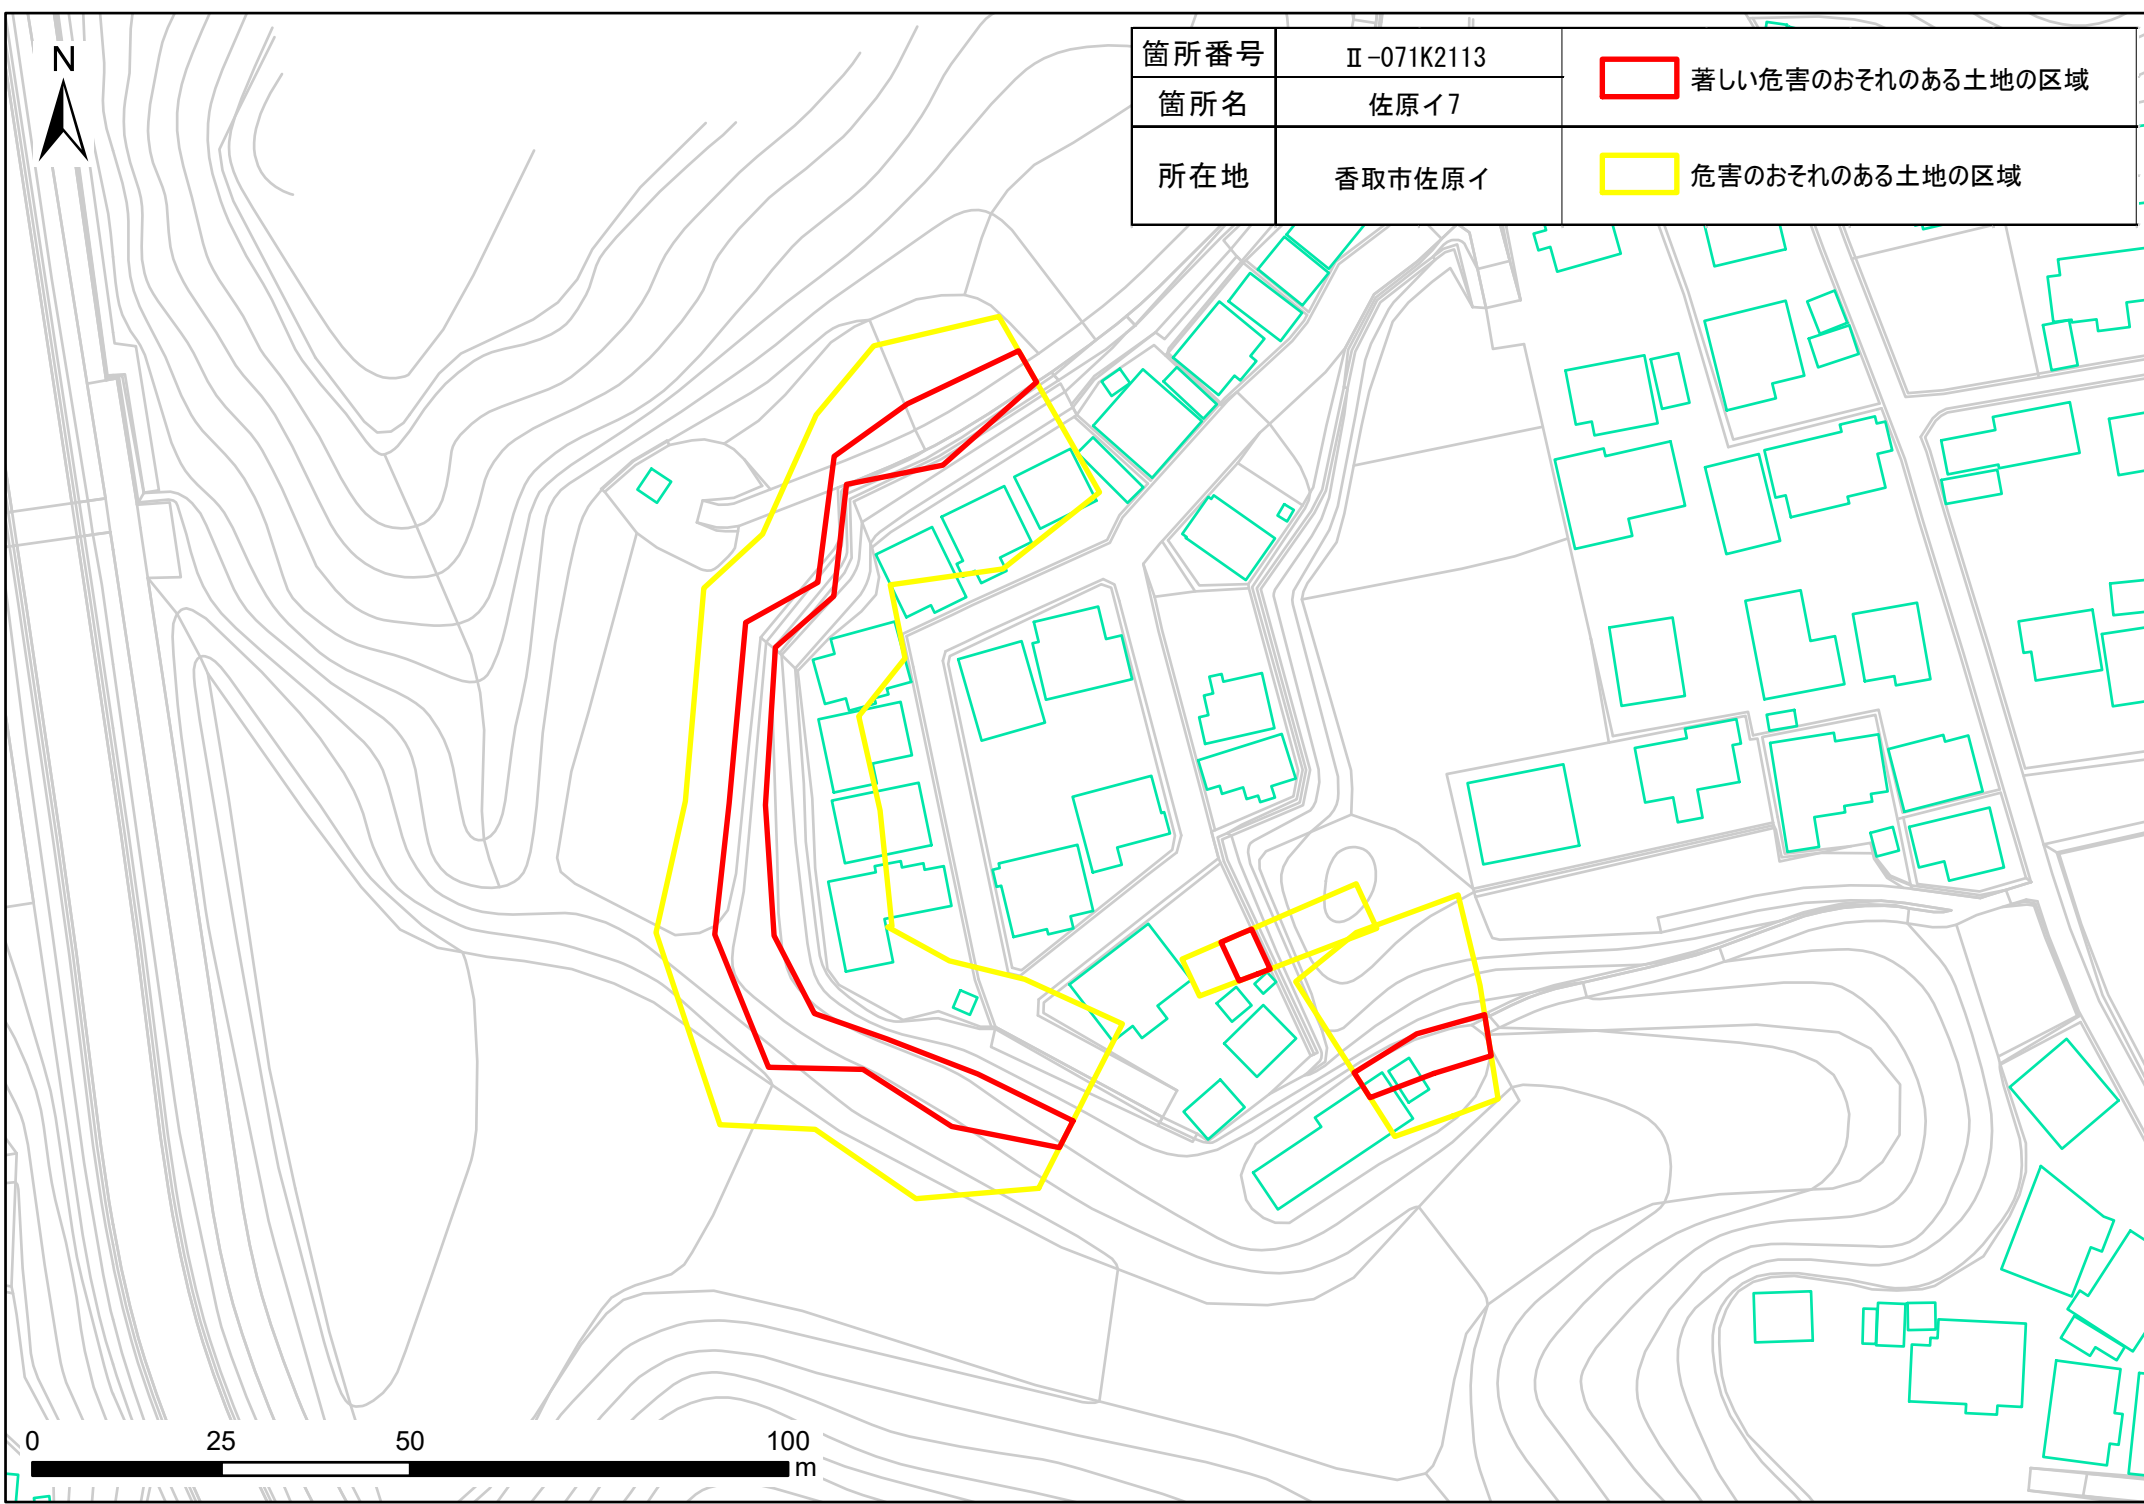 N
箇所番号 Ⅱ-071K2113
箇所名 佐原イ7
所在地 香取市佐原イ
著しい危害のおそれのある土地の区域
危害のおそれのある土地の区域
0 25 50 100
m